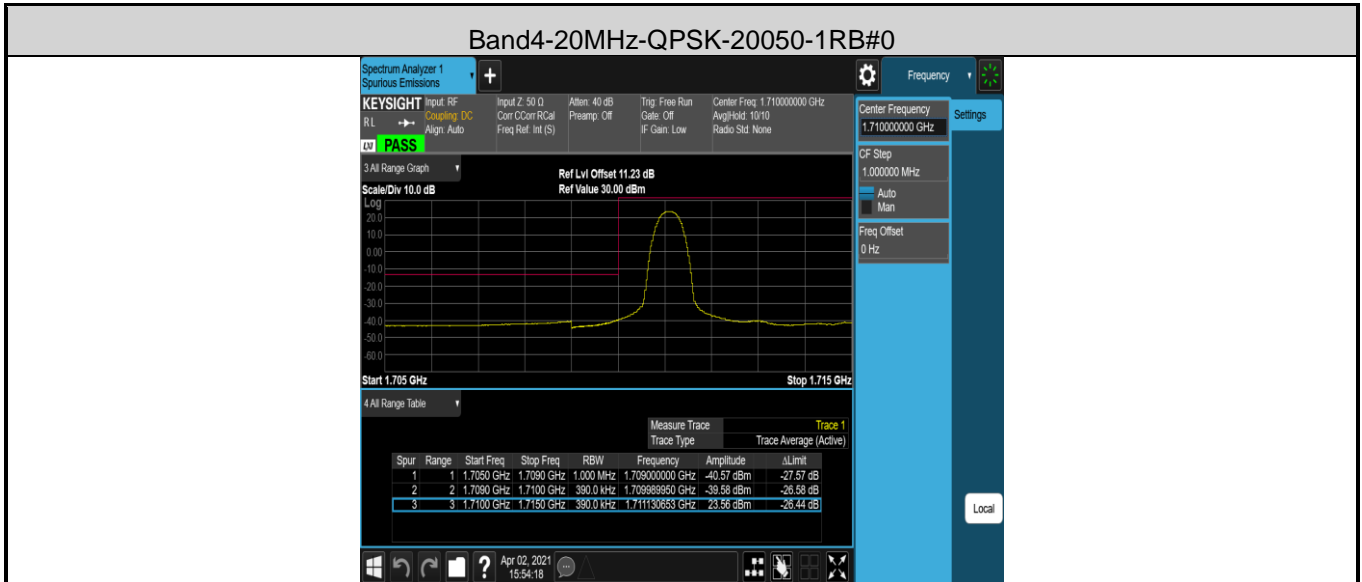 Band4-20MHz-QPSK-20050-1RB#0
Spectrum Analyzer 1
Spurious Emissions
+
Frequency
KEYSIGHT Input: RF Input Z: 50 Ω Atten: 40 dB Trig: Free Run Center Freq: 1.710000000 GHz
RL Coupling: DC Corr CCorr RCal Preamp: Off Gate: Off Avg|Hold: 10/10
Align: Auto Freq Ref: Int (S) IF Gain: Low Radio Std: None
LXI PASS
Center Frequency
1.710000000 GHz
Settings
CF Step
1.000000 MHz
Auto
Man
Freq Offset
0 Hz
Local
3 All Range Graph
Ref Lvl Offset 11.23 dB
Scale/Div 10.0 dB Ref Value 30.00 dBm
Log
20.0
10.0
0.00
-10.0
-20.0
-30.0
-40.0
-50.0
-60.0
Start 1.705 GHz Stop 1.715 GHz
4 All Range Table
Measure Trace Trace 1
Trace Type Trace Average (Active)
Spur Range Start Freq Stop Freq RBW Frequency Amplitude ΔLimit
1 1 1.7050 GHz 1.7090 GHz 1.000 MHz 1.709000000 GHz -40.57 dBm -27.57 dB
2 2 1.7090 GHz 1.7100 GHz 390.0 kHz 1.709989950 GHz -39.58 dBm -26.58 dB
3 3 1.7100 GHz 1.7150 GHz 390.0 kHz 1.711130653 GHz 23.56 dBm -26.44 dB
? Apr 02, 2021
15:54:18